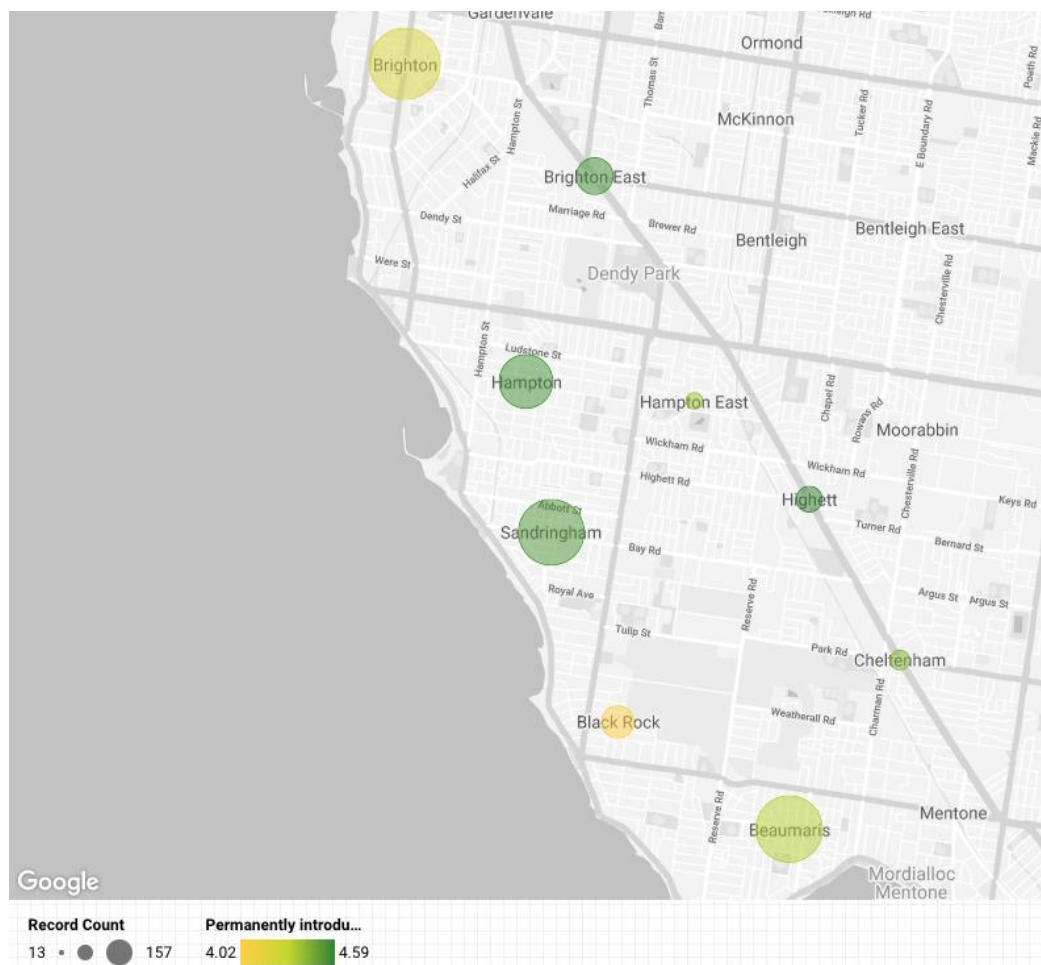 Gardenvale
Ormond
Brighton
Thomas St
McKinnon
Tucker Rd
E Boundary Rd
Mackie Rd
Poath Rd
Hampton St
Halifax St
Brighton East
Marriage Rd
Brewer Rd
Dendy St
Bentleigh
Bentleigh East
Were St
Dendy Park
Chesterville Rd
Hampton St
Ludstone St
Hampton
Hampton East
Chapel Rd
Rowans Rd
Moorabbin
Wickham Rd
Wickham Rd
Chesterville Rd
Highett Rd
Highett
Keys Rd
Abbott St
Sandringham
Turner Rd
Bay Rd
Bernard St
Royal Ave
Reserve Rd
Argus St
Argus St
Tulip St
Park Rd
Cheltenham
Charman Rd
Black Rock
Weatherall Rd
Reserve Rd
Mentone
Beaumaris
Mordialloc
Mentone
Google
Record Count
13 157
Permanently introdu...
4.02 4.59